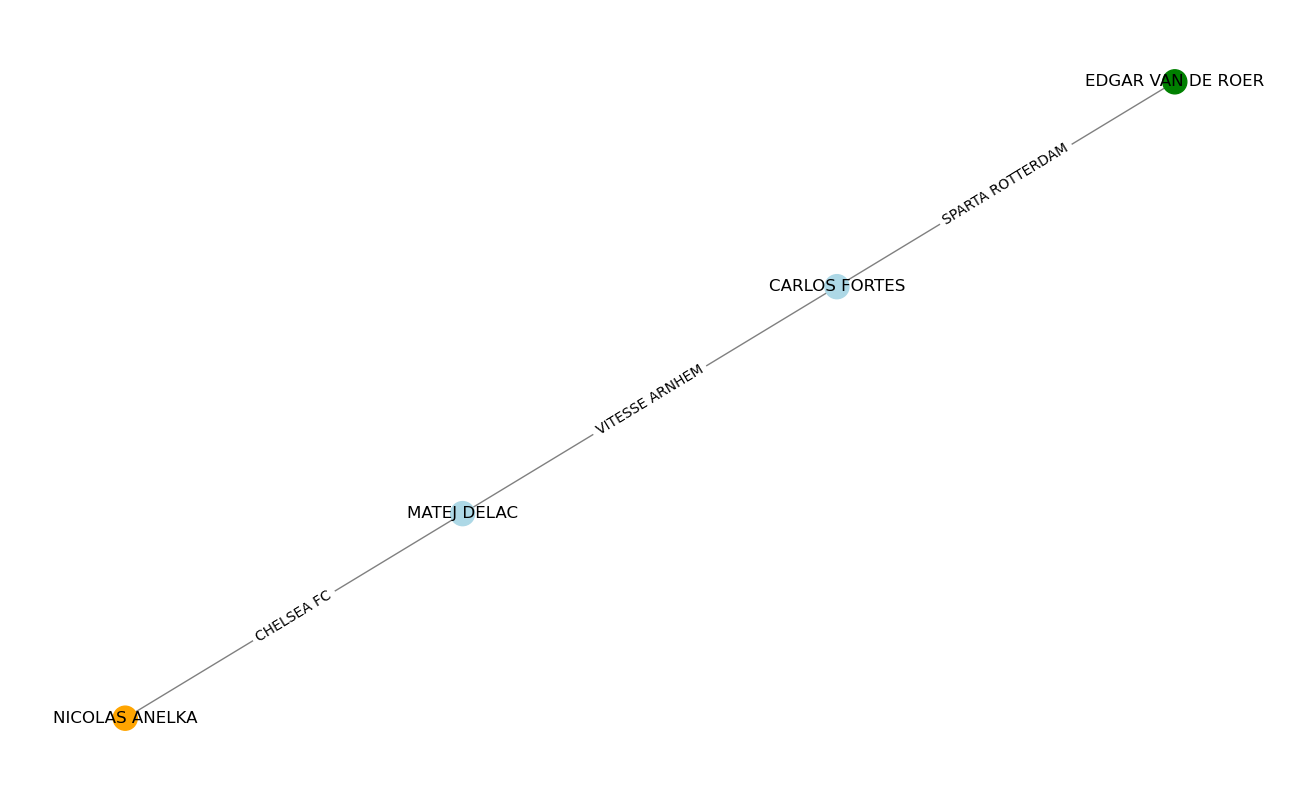 EDGAR VAN DE ROER
SPARTA ROTTERDAM
CARLOS FORTES
VITESSE ARNHEM
MATEJ DELAC
CHELSEA FC
NICOLAS ANELKA